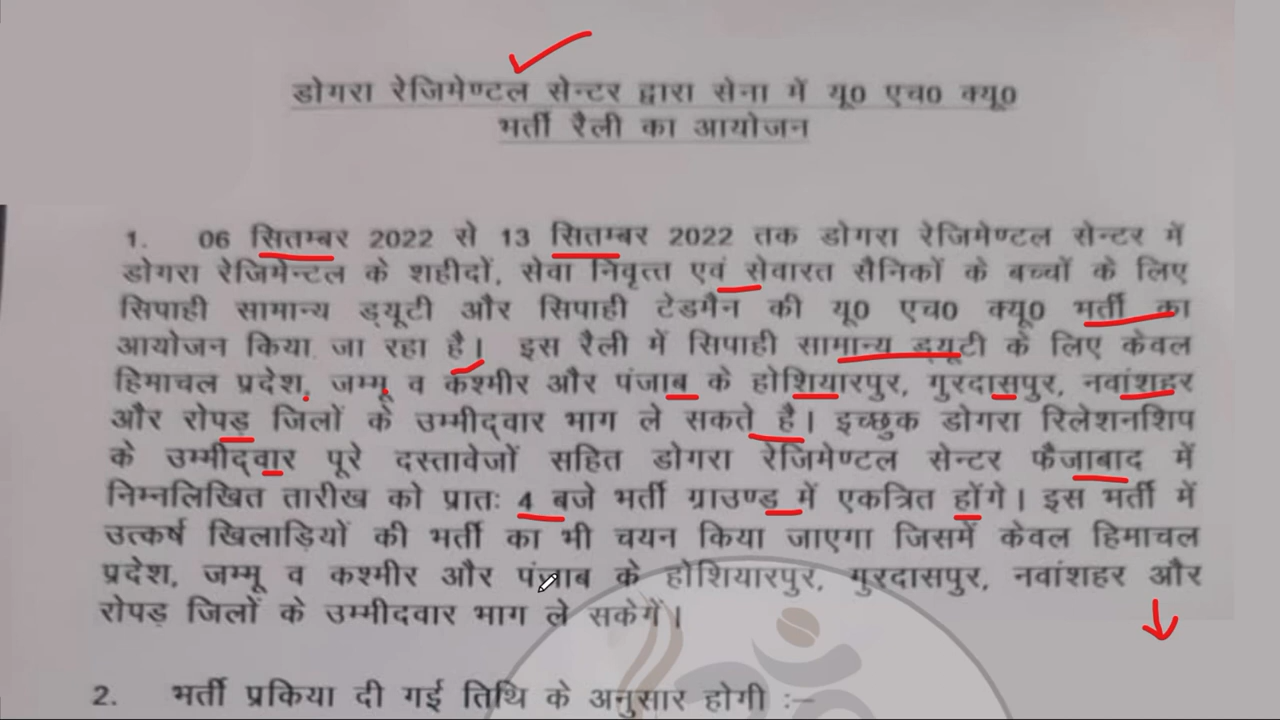 डोगरा रेजिमेण्टल सेन्टर द्वारा सेना में यू0 एच0 क्यू0
भर्ती रैली का आयोजन
1. 06 सितम्बर 2022 से 13 सितम्बर 2022 तक डोगरा रेजिमेण्टल सेन्टर में
डोगरा रेजिमेन्टल के शहीदों, सेवा निवृत्त एवं सेवारत सैनिकों के बच्चों के लिए
सिपाही सामान्य ड्यूटी और सिपाही टेडमैन की यू0 एच0 क्यू0 भर्ती का
आयोजन किया जा रहा है। इस रैली में सिपाही सामान्य ड्यूटी के लिए केवल
हिमाचल प्रदेश, जम्मू व कश्मीर और पंजाब के होशियारपुर, गुरदासपुर, नवांशहर
और रोपड़ जिलों के उम्मीद्वार भाग ले सकते है। इच्छुक डोगरा रिलेशनशिप
के उम्मीद्वार पूरे दस्तावेजों सहित डोगरा रेजिमेण्टल सेन्टर फैजाबाद में
निम्नलिखित तारीख को प्रातः 4 बजे भर्ती ग्राउण्ड में एकत्रित होंगे। इस भर्ती में
उत्कर्ष खिलाड़ियों की भर्ती का भी चयन किया जाएगा जिसमें केवल हिमाचल
प्रदेश, जम्मू व कश्मीर और पंजाब के होशियारपुर, गुरदासपुर, नवांशहर और
रोपड़ जिलों के उम्मीदवार भाग ले सकेगें।
2. भर्ती प्रकिया दी गई तिथि के अनुसार होगी :–